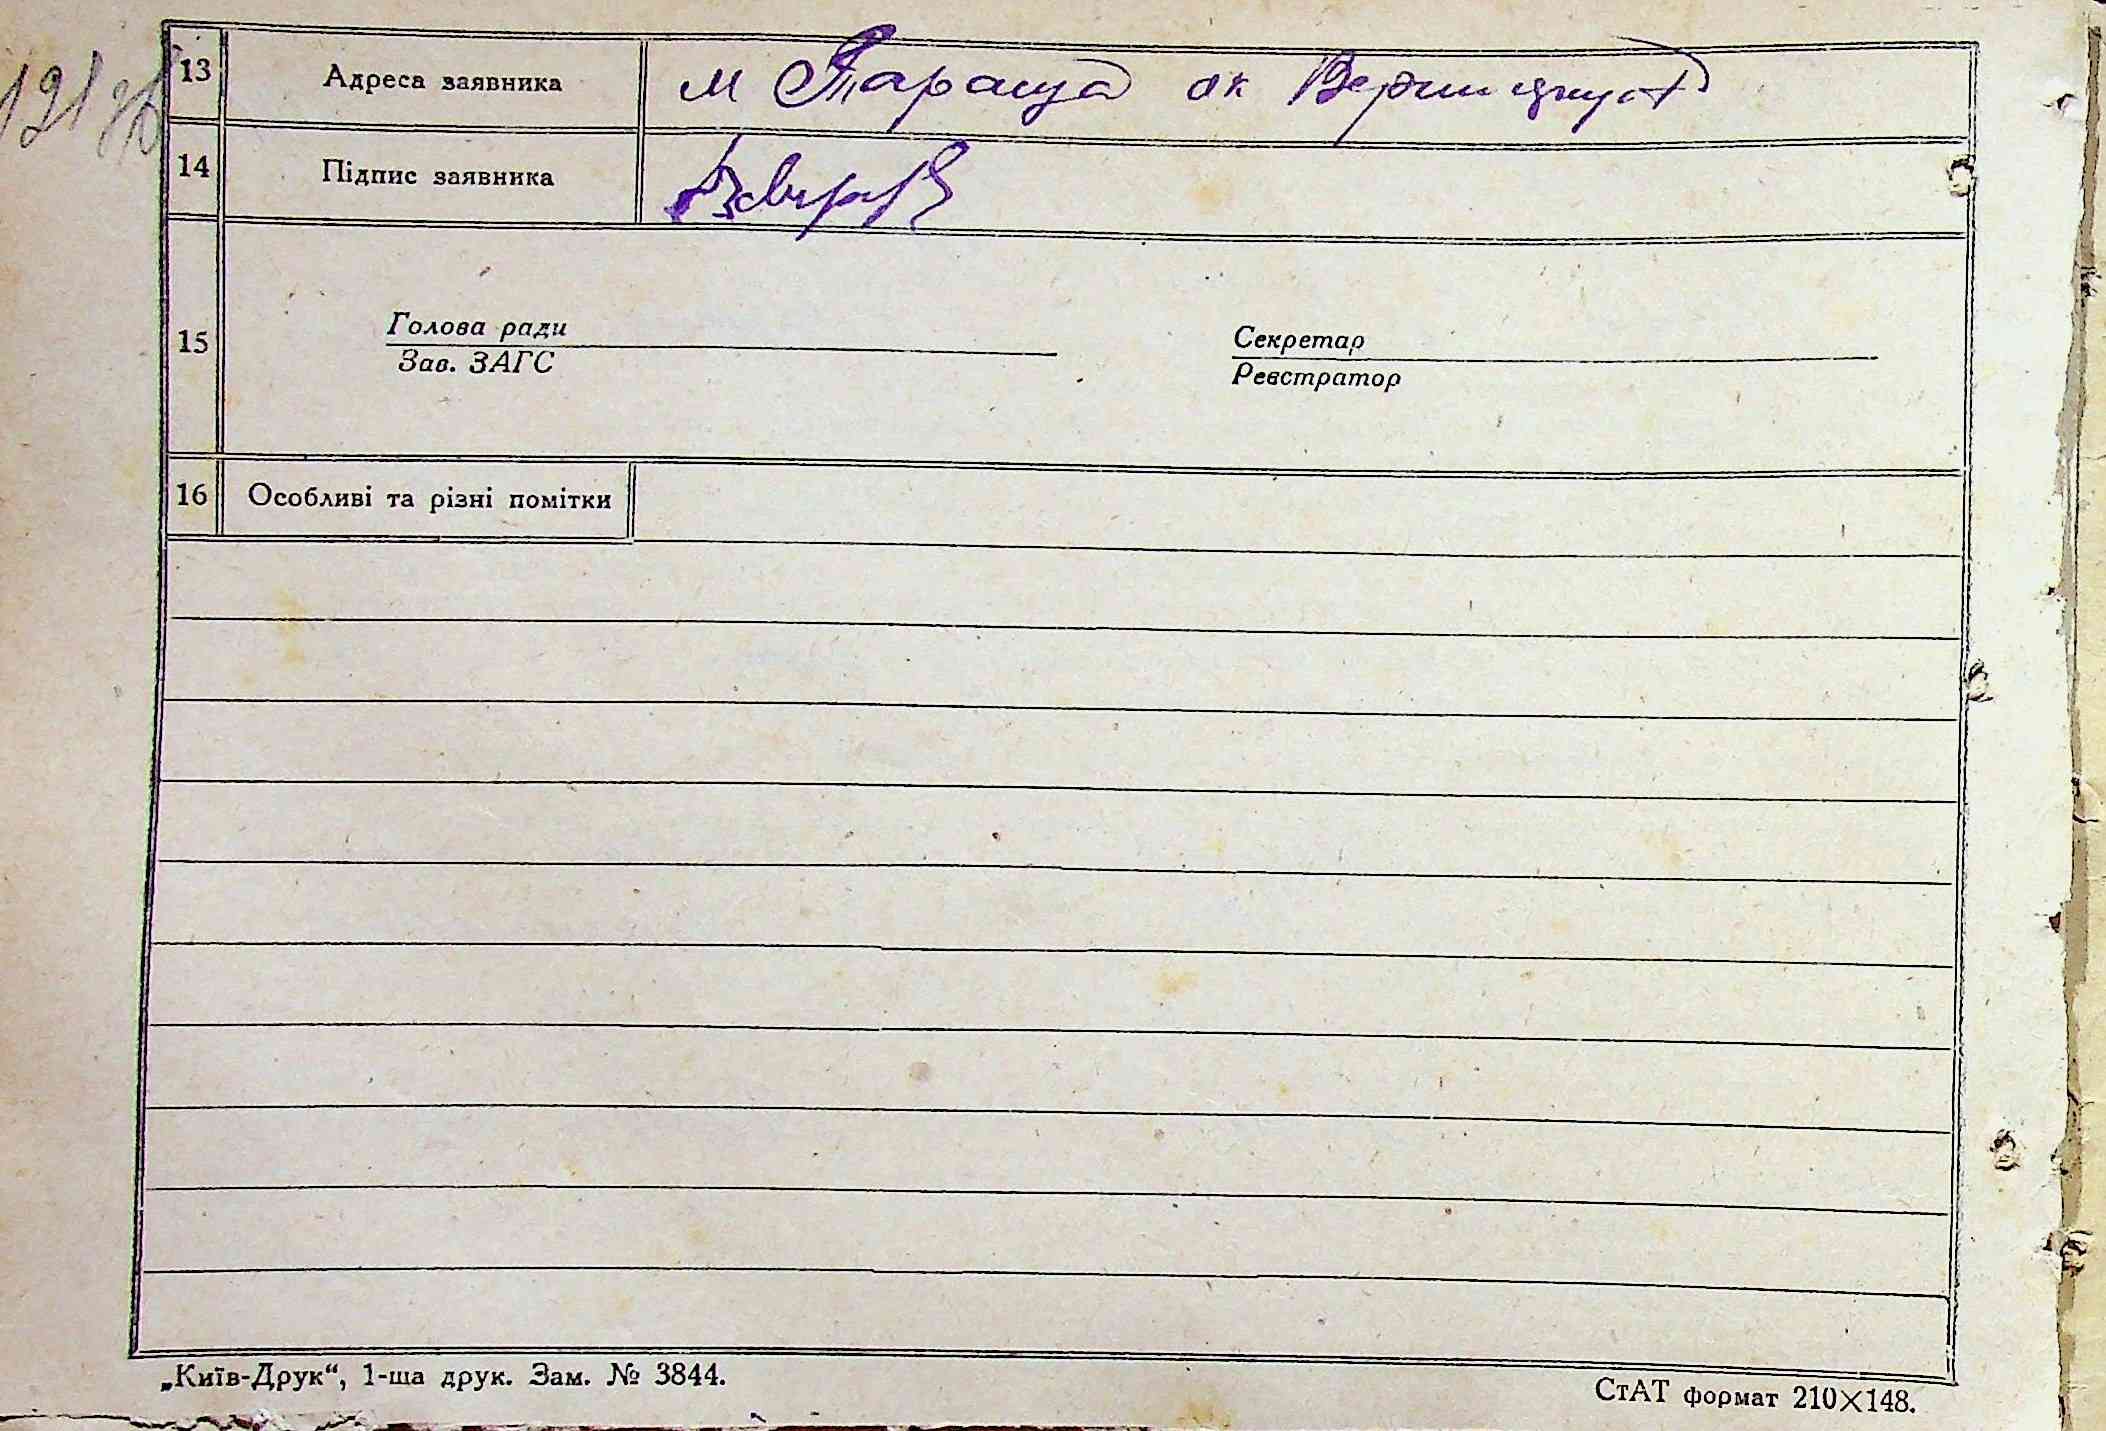 13 Адреса заявника м Тараща
14 Підпис заявника
15 Голова ради Секретар
Зав. ЗАГС Реєстратор
16 Особливі та різні помітки
„Київ-Друк“, 1-ша друк. Зам. № 3844.
СтАТ формат 210×148.